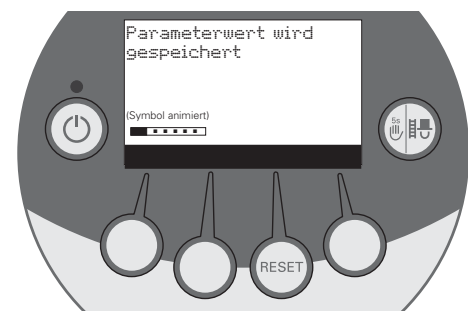 Parameterwert wird
gespeichert
(Symbol animiert)
5s
RESET